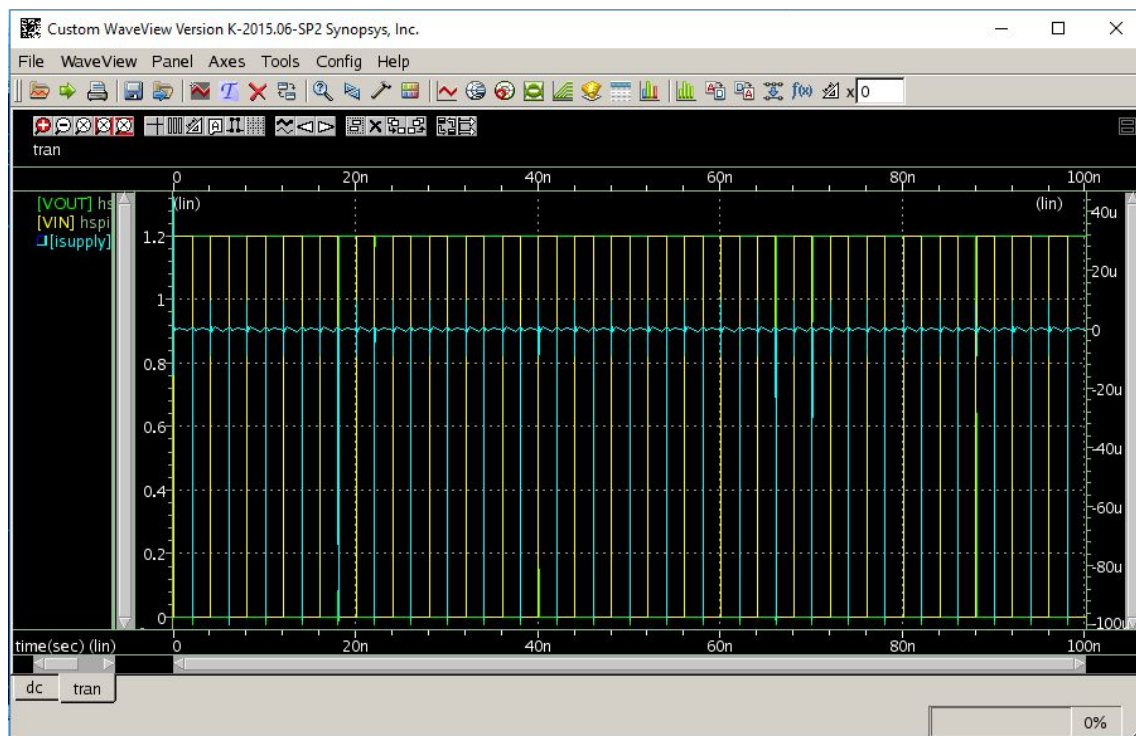 Custom WaveView Version K-2015.06-SP2 Synopsys, Inc.
File WaveView Panel Axes Tools Config Help
x 0
tran
0 20n 40n 60n 80n 100n
[VOUT] hs
[VIN] hspi
[isupply]
(lin) (lin)
1.2
1
0.8
0.6
0.4
0.2
0
40u
20u
0
-20u
-40u
-60u
-80u
-100u
time(sec) (lin) 0 20n 40n 60n 80n 100n
dc tran
0%